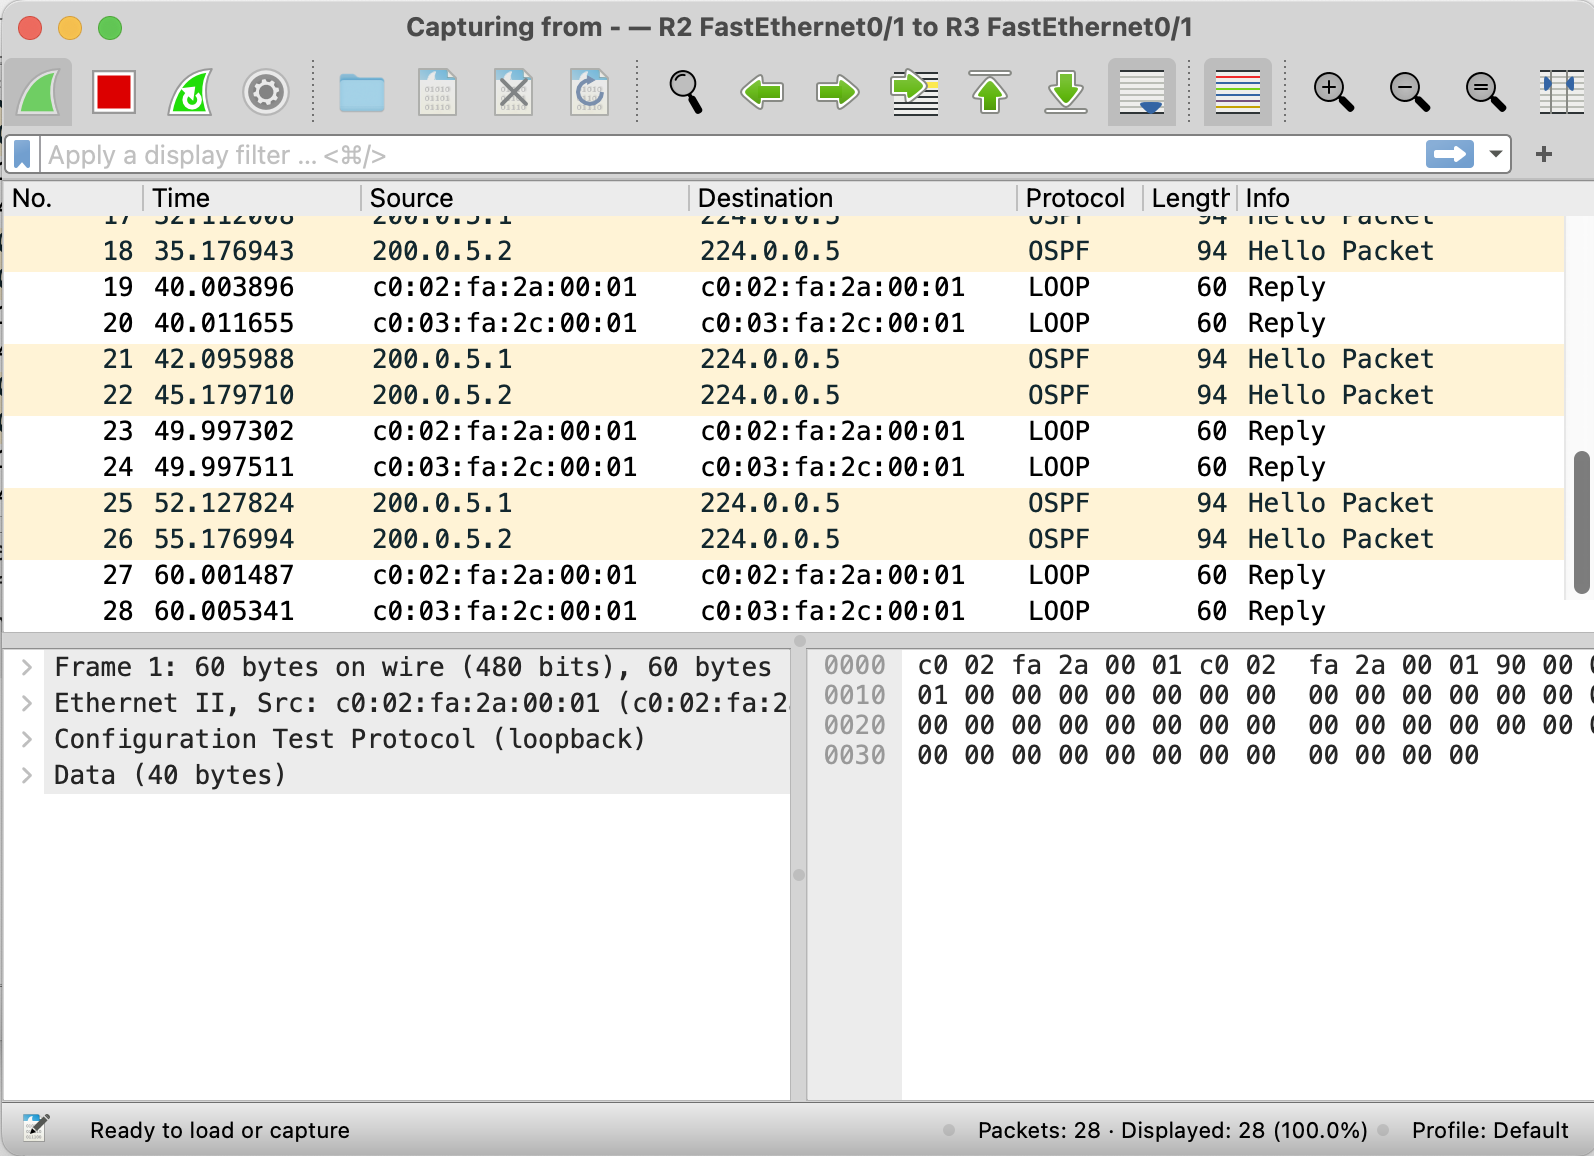 Capturing from - — R2 FastEthernet0/1 to R3 FastEthernet0/1
Apply a display filter ... <⌘/>
No. Time Source Destination Protocol Length Info
17 32.112008 200.0.5.1 224.0.0.5 OSPF 94 Hello Packet
18 35.176943 200.0.5.2 224.0.0.5 OSPF 94 Hello Packet
19 40.003896 c0:02:fa:2a:00:01 c0:02:fa:2a:00:01 LOOP 60 Reply
20 40.011655 c0:03:fa:2c:00:01 c0:03:fa:2c:00:01 LOOP 60 Reply
21 42.095988 200.0.5.1 224.0.0.5 OSPF 94 Hello Packet
22 45.179710 200.0.5.2 224.0.0.5 OSPF 94 Hello Packet
23 49.997302 c0:02:fa:2a:00:01 c0:02:fa:2a:00:01 LOOP 60 Reply
24 49.997511 c0:03:fa:2c:00:01 c0:03:fa:2c:00:01 LOOP 60 Reply
25 52.127824 200.0.5.1 224.0.0.5 OSPF 94 Hello Packet
26 55.176994 200.0.5.2 224.0.0.5 OSPF 94 Hello Packet
27 60.001487 c0:02:fa:2a:00:01 c0:02:fa:2a:00:01 LOOP 60 Reply
28 60.005341 c0:03:fa:2c:00:01 c0:03:fa:2c:00:01 LOOP 60 Reply
Frame 1: 60 bytes on wire (480 bits), 60 bytes
Ethernet II, Src: c0:02:fa:2a:00:01 (c0:02:fa:2
Configuration Test Protocol (loopback)
Data (40 bytes)
0000 c0 02 fa 2a 00 01 c0 02 fa 2a 00 01 90 00
0010 01 00 00 00 00 00 00 00 00 00 00 00 00 00
0020 00 00 00 00 00 00 00 00 00 00 00 00 00 00
0030 00 00 00 00 00 00 00 00 00 00 00 00
Ready to load or capture
Packets: 28 · Displayed: 28 (100.0%)
Profile: Default